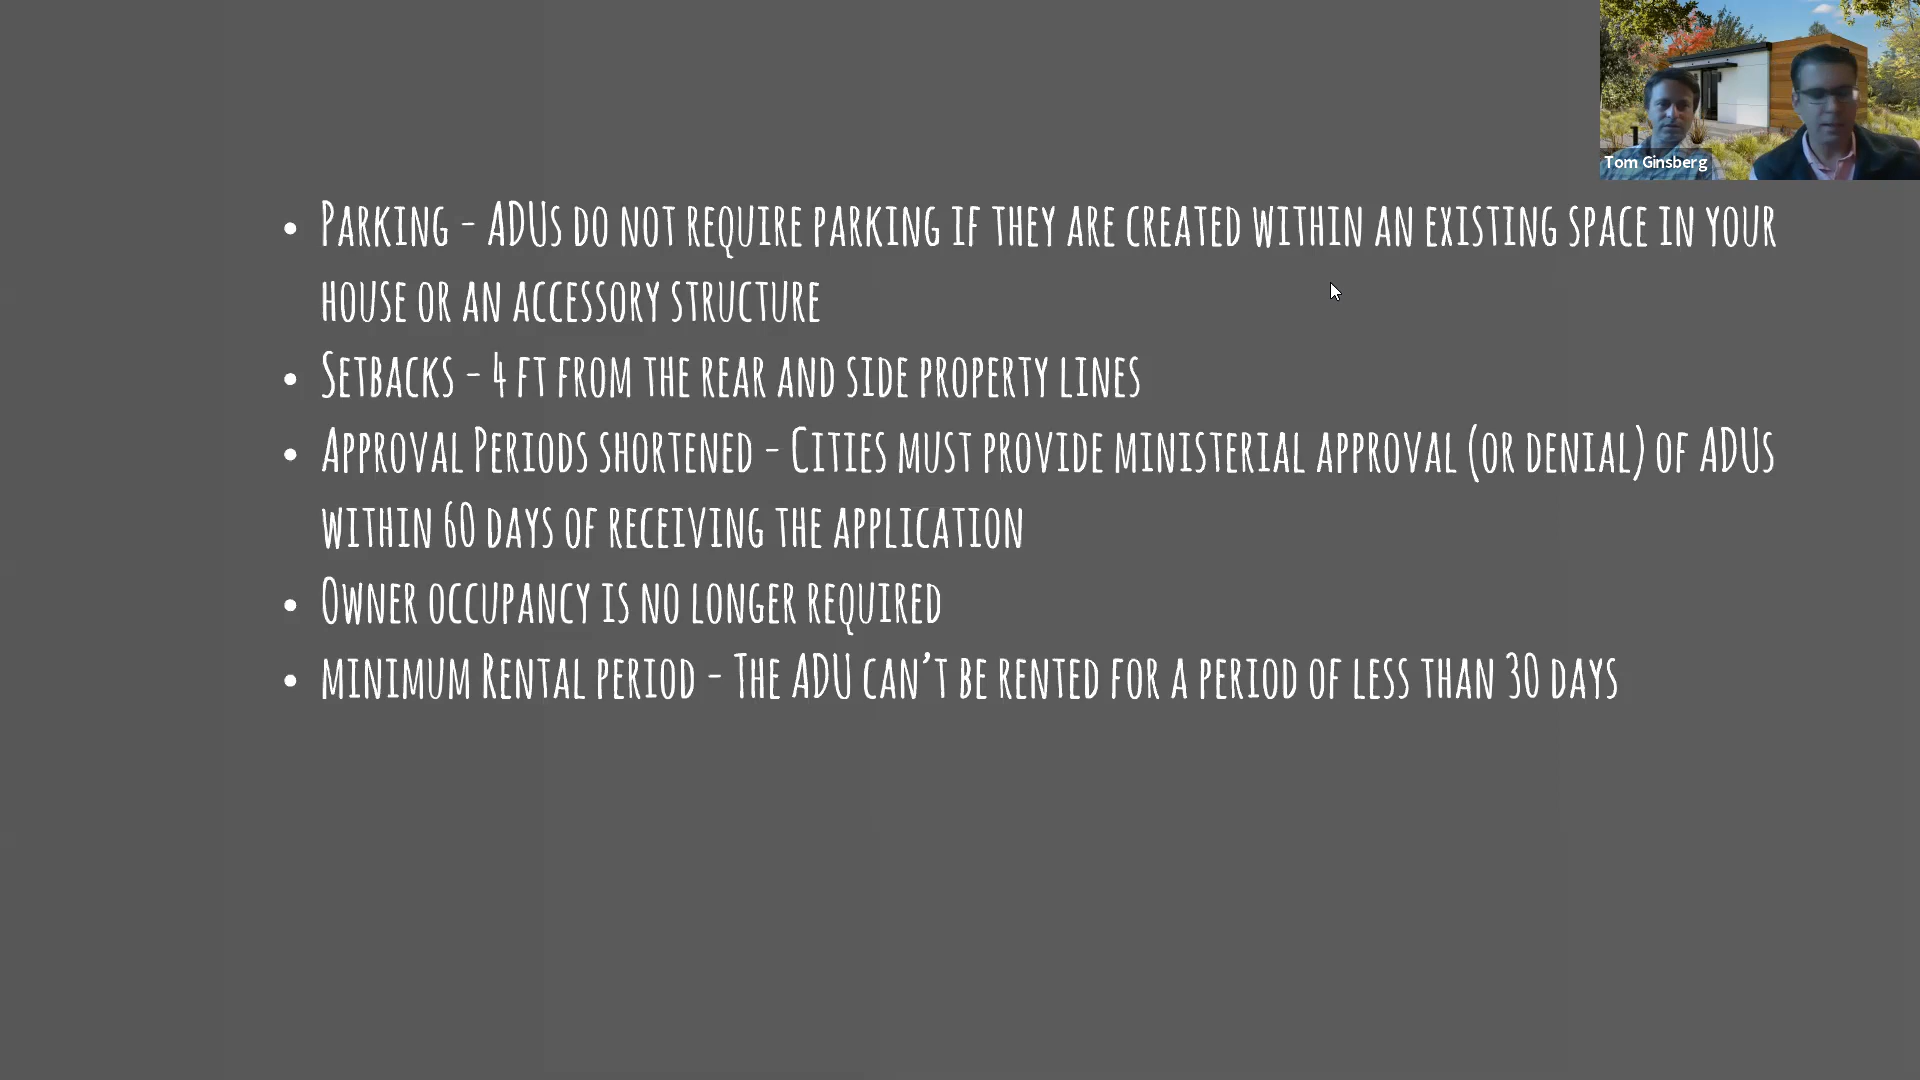 Tom Ginsberg
• Parking - ADUs do not require parking if they are created within an existing space in your
house or an accessory structure
• Setbacks - 4 ft from the rear and side property lines
• Approval Periods shortened - Cities must provide ministerial approval (or denial) of ADUs
within 60 days of receiving the application
• Owner occupancy is no longer required
• minimum Rental period - The ADU can't be rented for a period of less than 30 days